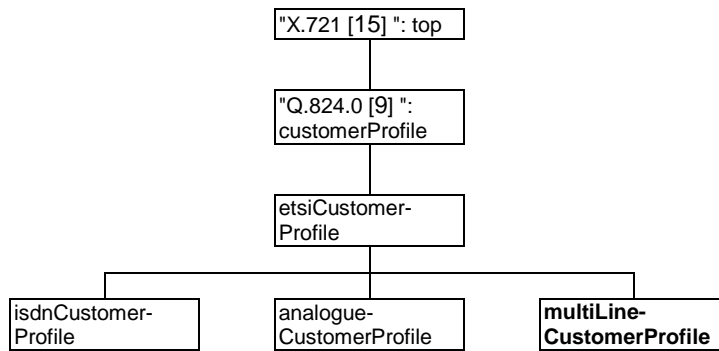 "X.721 [15] ": top
"Q.824.0 [9] ":
customerProfile
etsiCustomer-
Profile
isdnCustomer-
Profile
analogue-
CustomerProfile
multiLine-
CustomerProfile